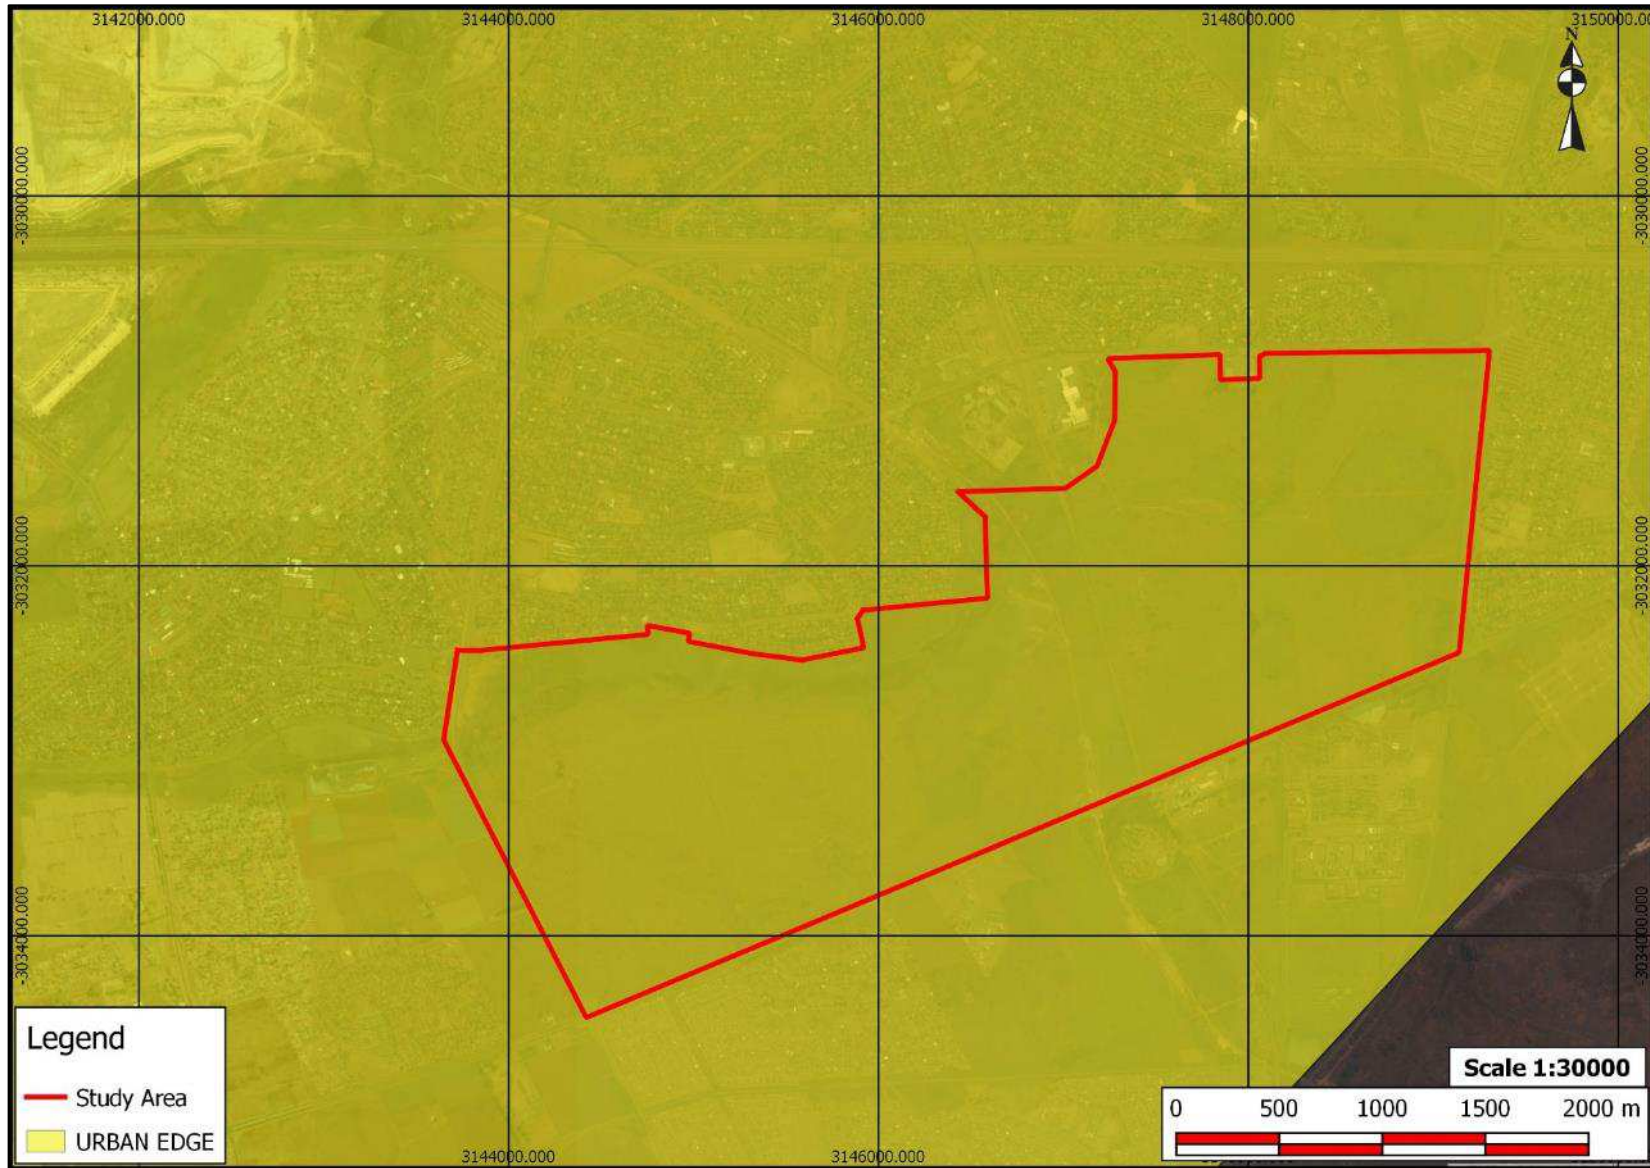 3142000.000 3144000.000 3146000.000 3148000.000 3150000.00
N
-3030000.000 -3030000.000
-3032000.000 -3032000.000
-3034000.000 -3034000.000
Legend
Study Area
URBAN EDGE
Scale 1:30000
0 500 1000 1500 2000 m
3144000.000 3146000.000